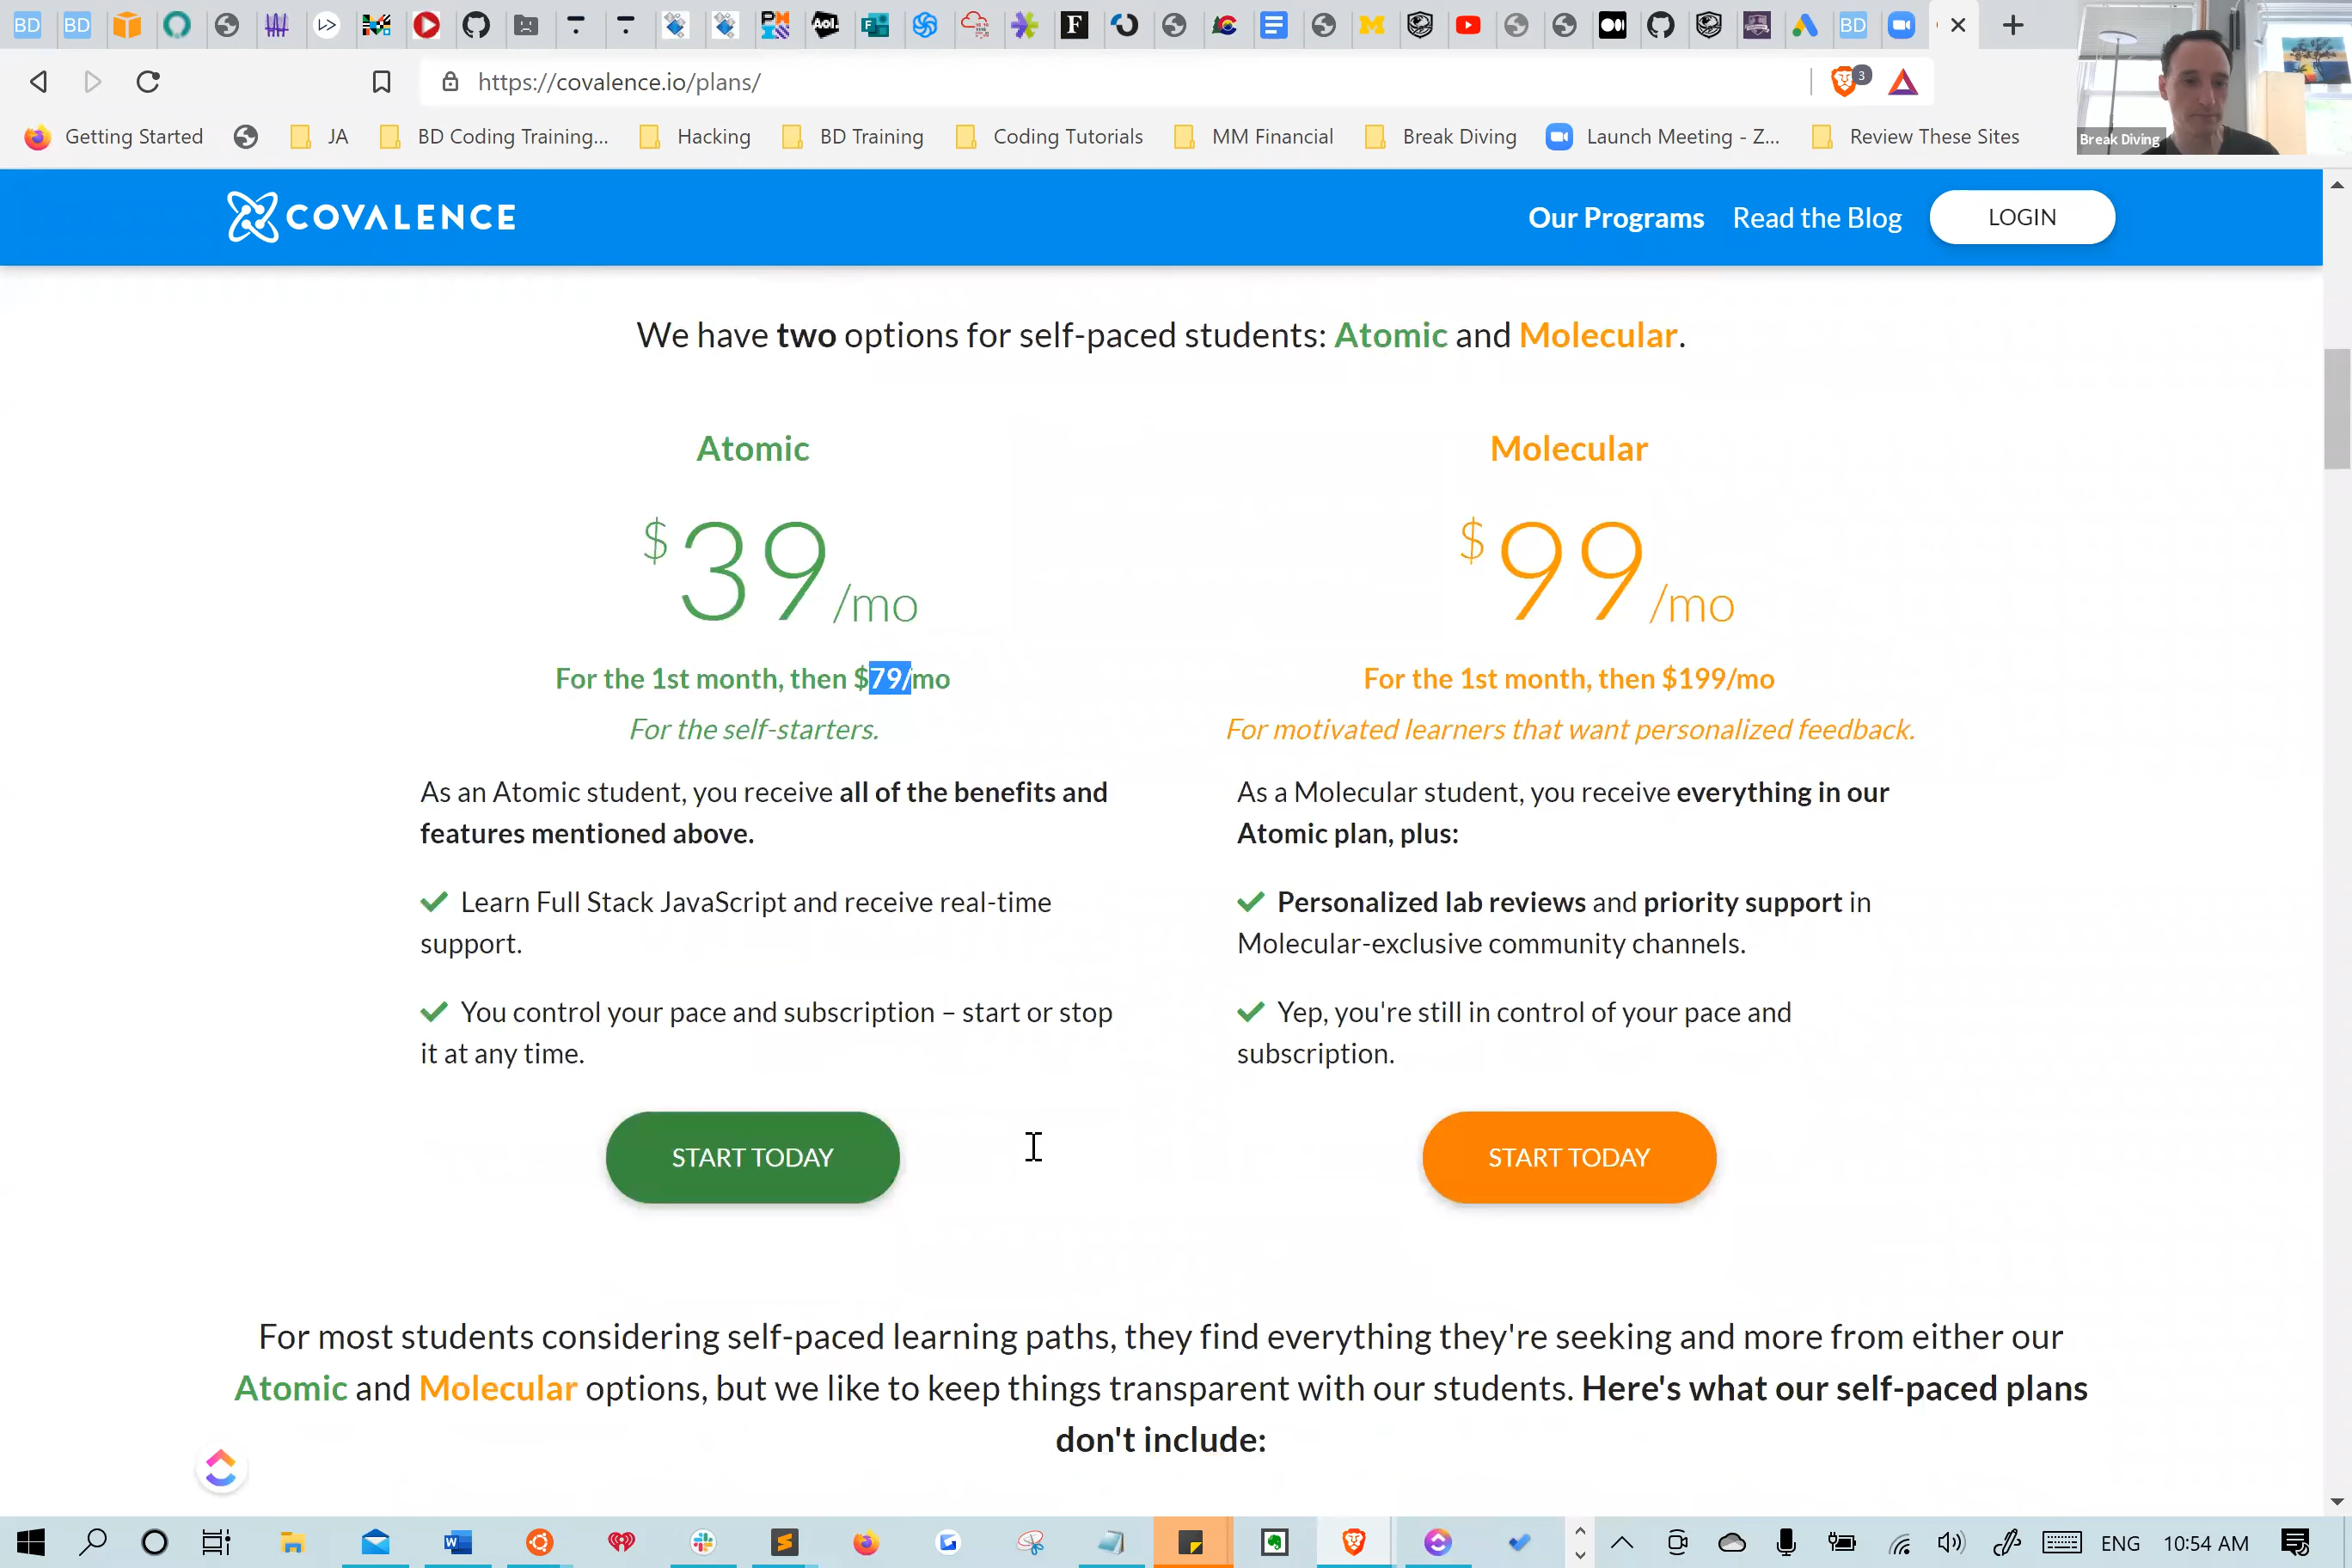 BD
BD
AOL.
BD
https://covalence.io/plans/
3
Getting Started
JA
BD Coding Training...
Hacking
BD Training
Coding Tutorials
MM Financial
Break Diving
Launch Meeting - Z...
Review These Sites
Break Diving
COVALENCE
Our Programs
Read the Blog
LOGIN
We have two options for self-paced students: Atomic and Molecular.
Atomic
$39/mo
For the 1st month, then $79/mo
For the self-starters.
As an Atomic student, you receive all of the benefits and
features mentioned above.
Learn Full Stack JavaScript and receive real-time
support.
You control your pace and subscription – start or stop
it at any time.
START TODAY
Molecular
$99/mo
For the 1st month, then $199/mo
For motivated learners that want personalized feedback.
As a Molecular student, you receive everything in our
Atomic plan, plus:
Personalized lab reviews and priority support in
Molecular-exclusive community channels.
Yep, you're still in control of your pace and
subscription.
START TODAY
For most students considering self-paced learning paths, they find everything they're seeking and more from either our
Atomic and Molecular options, but we like to keep things transparent with our students. Here's what our self-paced plans
don't include:
ENG
10:54 AM